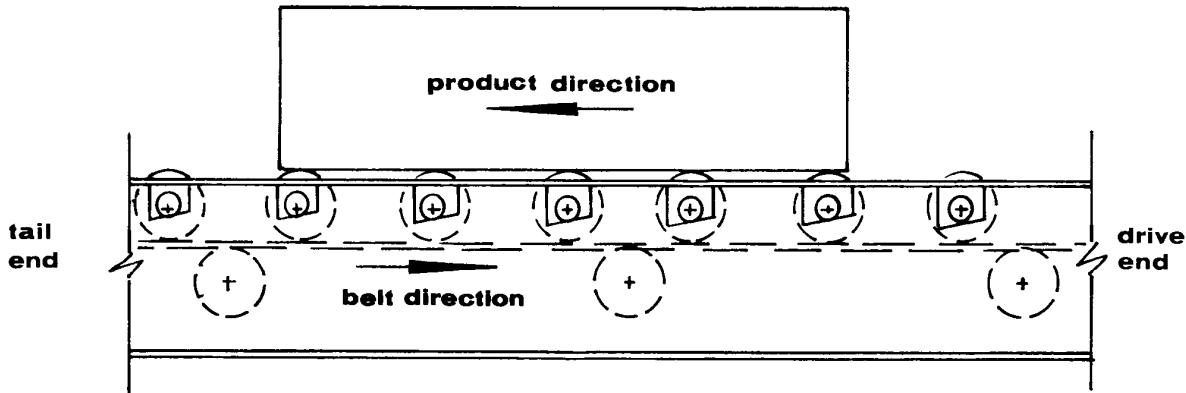 product direction
tail
end
drive
end
belt direction